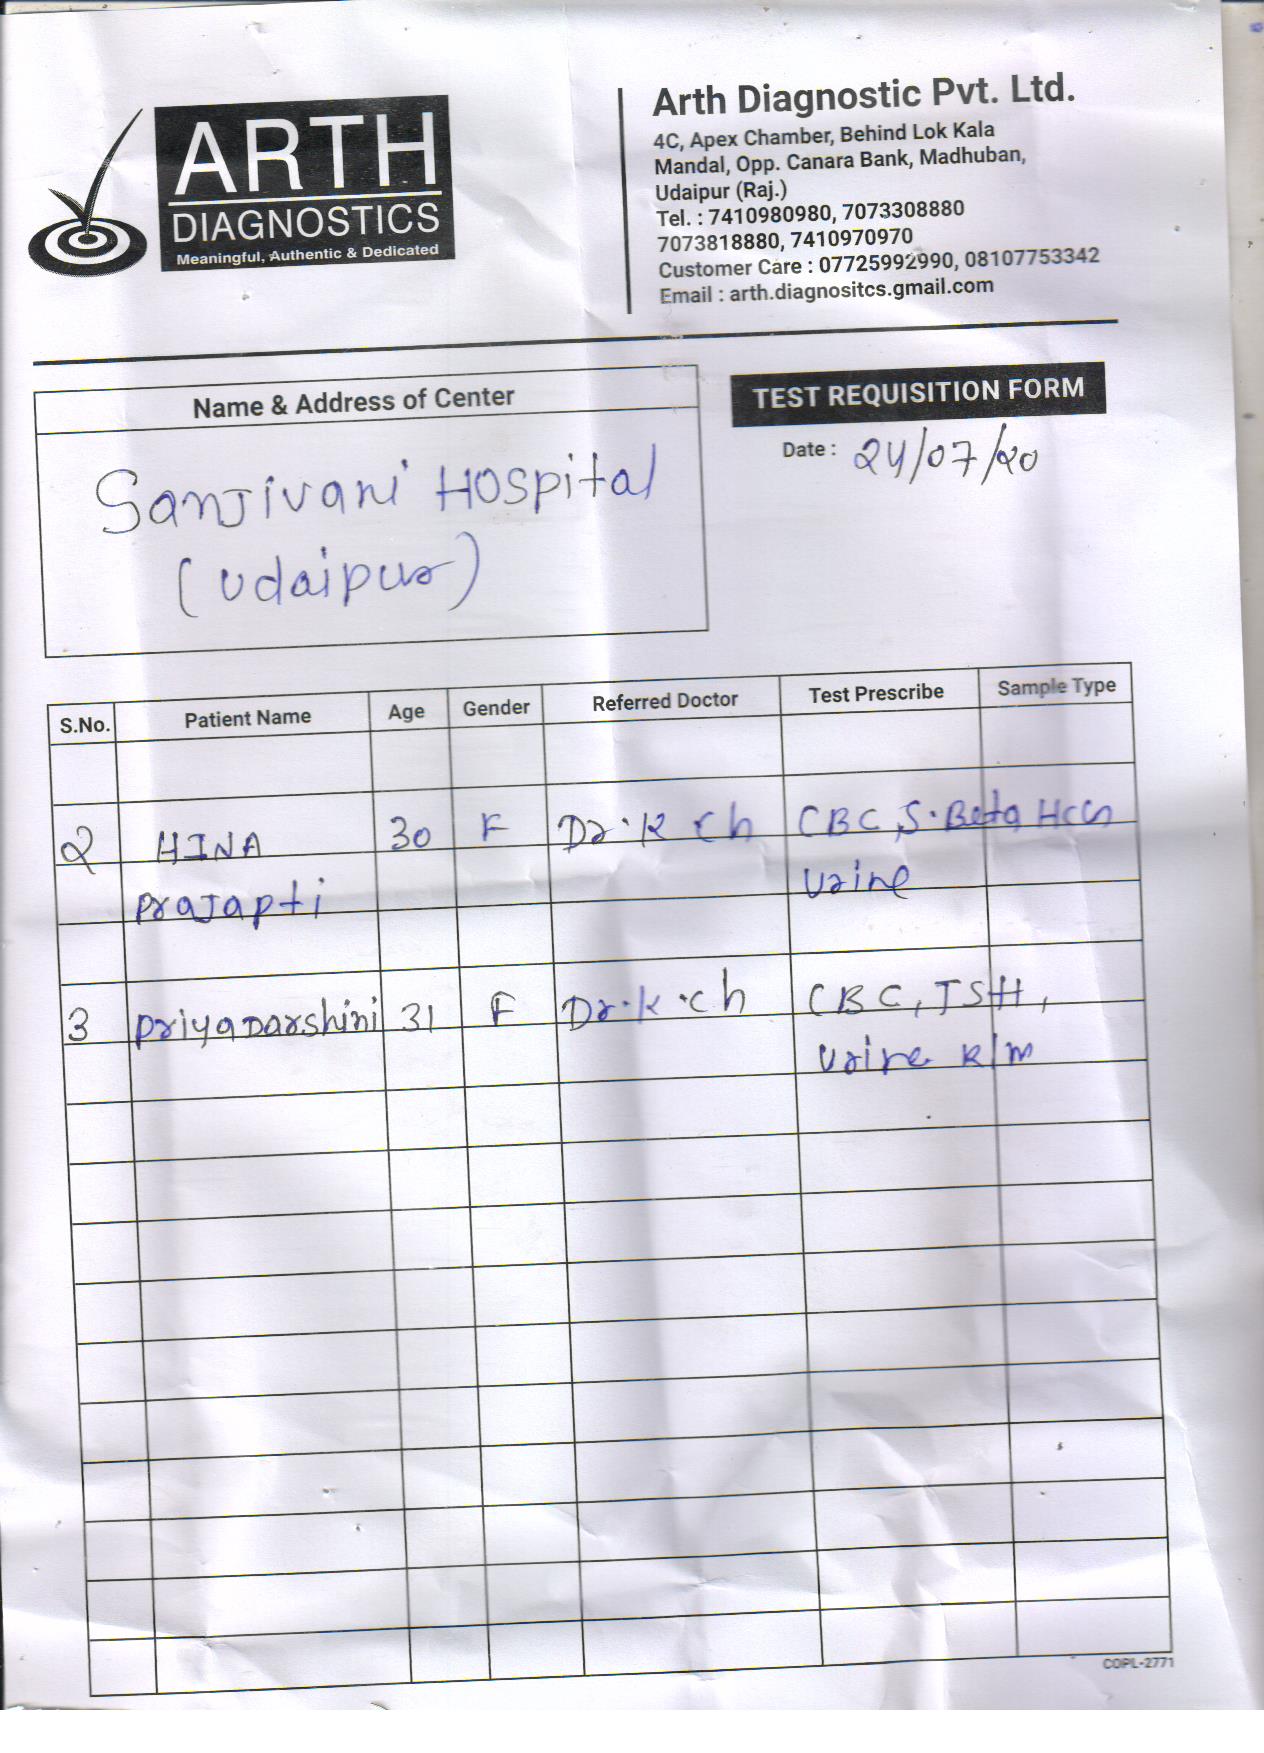 ARTH
DIAGNOSTICS
Meaningful, Authentic & Dedicated
Arth Diagnostic Pvt. Ltd.
4C, Apex Chamber, Behind Lok Kala
Mandal, Opp. Canara Bank, Madhuban,
Udaipur (Raj.)
Tel. : 7410980980, 7073308880
7073818880, 7410970970
Customer Care : 07725992990, 08107753342
Email : arth.diagnositcs.gmail.com
Name & Address of Center
TEST REQUISITION FORM
Date : 24/07/20
Sanjivani Hospital
(Udaipur)
S.No. Patient Name Age Gender Referred Doctor Test Prescribe Sample Type
2 HINA 30 F Dr. K Ch CBC, S. Beta HCG
Prajapti Urine
3 Priyadarshini 31 F Dr. K. Ch CBC, TSH,
Urine R/m
COPL-2771